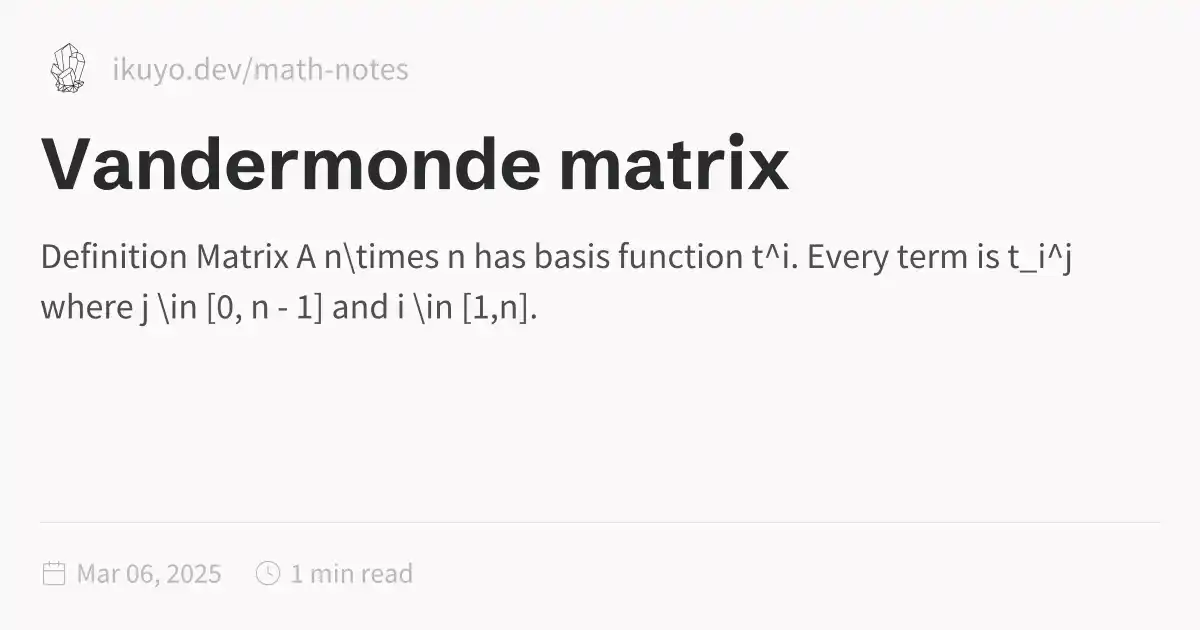 ikuyo.dev/math-notes
Vandermonde matrix
Definition Matrix A n\times n has basis function t^i. Every term is t_i^j
where j \in [0, n - 1] and i \in [1,n].
Mar 06, 2025 1 min read